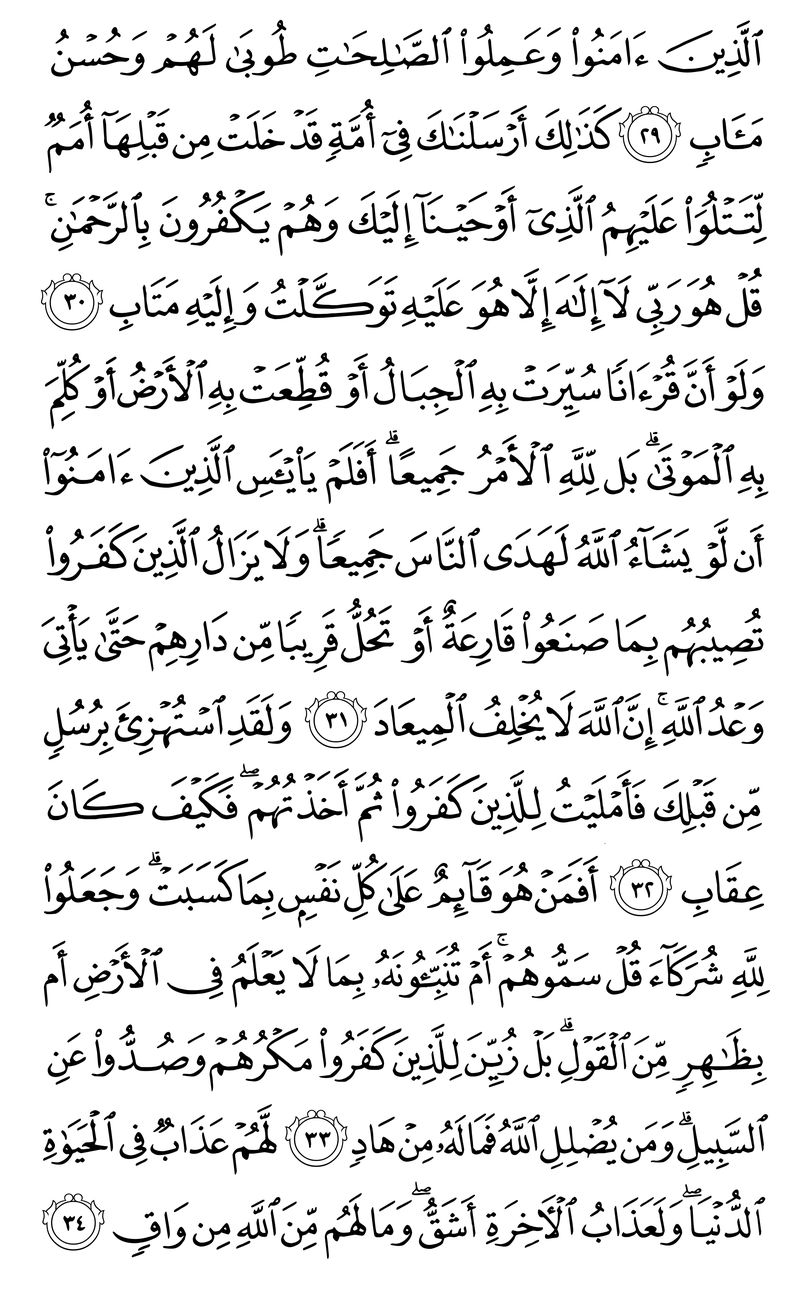 ٱلَّذِينَ ءَامَنُوا۟ وَعَمِلُوا۟ ٱلصَّـٰلِحَـٰتِ طُوبَىٰ لَهُمْ وَحُسْنُ
مَـَٔابٍ ٢٩ كَذَٰلِكَ أَرْسَلْنَـٰكَ فِىٓ أُمَّةٍ قَدْ خَلَتْ مِن قَبْلِهَآ أُمَمٌ
لِّتَتْلُوَا۟ عَلَيْهِمُ ٱلَّذِىٓ أَوْحَيْنَآ إِلَيْكَ وَهُمْ يَكْفُرُونَ بِٱلرَّحْمَـٰنِ ۚ
قُلْ هُوَ رَبِّى لَآ إِلَـٰهَ إِلَّا هُوَ عَلَيْهِ تَوَكَّلْتُ وَإِلَيْهِ مَتَابِ ٣٠
وَلَوْ أَنَّ قُرْءَانًا سُيِّرَتْ بِهِ ٱلْجِبَالُ أَوْ قُطِّعَتْ بِهِ ٱلْأَرْضُ أَوْ كُلِّمَ
بِهِ ٱلْمَوْتَىٰ ۗ بَل لِّلَّهِ ٱلْأَمْرُ جَمِيعًا ۗ أَفَلَمْ يَا۟يْـَٔسِ ٱلَّذِينَ ءَامَنُوٓا۟
أَن لَّوْ يَشَآءُ ٱللَّهُ لَهَدَى ٱلنَّاسَ جَمِيعًا ۗ وَلَا يَزَالُ ٱلَّذِينَ كَفَرُوا۟
تُصِيبُهُم بِمَا صَنَعُوا۟ قَارِعَةٌ أَوْ تَحُلُّ قَرِيبًا مِّن دَارِهِمْ حَتَّىٰ يَأْتِىَ
وَعْدُ ٱللَّهِ ۚ إِنَّ ٱللَّهَ لَا يُخْلِفُ ٱلْمِيعَادَ ٣١ وَلَقَدِ ٱسْتُهْزِئَ بِرُسُلٍ
مِّن قَبْلِكَ فَأَمْلَيْتُ لِلَّذِينَ كَفَرُوا۟ ثُمَّ أَخَذْتُهُمْ ۖ فَكَيْفَ كَانَ
عِقَابِ ٣٢ أَفَمَنْ هُوَ قَآئِمٌ عَلَىٰ كُلِّ نَفْسٍۭ بِمَا كَسَبَتْ ۗ وَجَعَلُوا۟
لِلَّهِ شُرَكَآءَ قُلْ سَمُّوهُمْ ۚ أَمْ تُنَبِّـُٔونَهُۥ بِمَا لَا يَعْلَمُ فِى ٱلْأَرْضِ أَم
بِظَـٰهِرٍ مِّنَ ٱلْقَوْلِ ۗ بَلْ زُيِّنَ لِلَّذِينَ كَفَرُوا۟ مَكْرُهُمْ وَصُدُّوا۟ عَنِ
ٱلسَّبِيلِ ۗ وَمَن يُضْلِلِ ٱللَّهُ فَمَا لَهُۥ مِنْ هَادٍ ٣٣ لَّهُمْ عَذَابٌ فِى ٱلْحَيَوٰةِ
ٱلدُّنْيَا ۖ وَلَعَذَابُ ٱلْـَٔاخِرَةِ أَشَقُّ ۖ وَمَا لَهُم مِّنَ ٱللَّهِ مِن وَاقٍ ٣٤